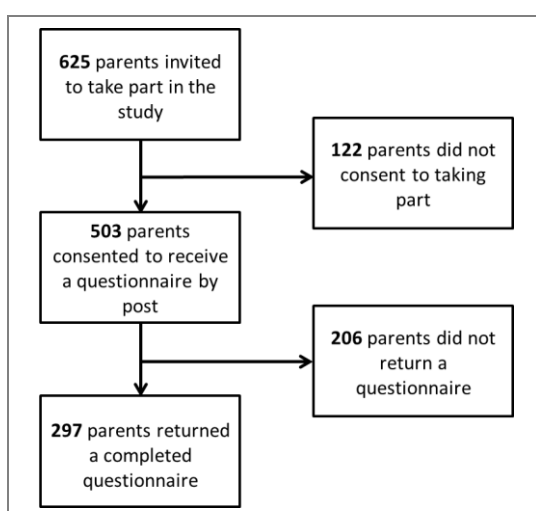 625 parents invited
to take part in the
study
122 parents did not
consent to taking
part
503 parents
consented to receive
a questionnaire by
post
206 parents did not
return a
questionnaire
297 parents returned
a completed
questionnaire